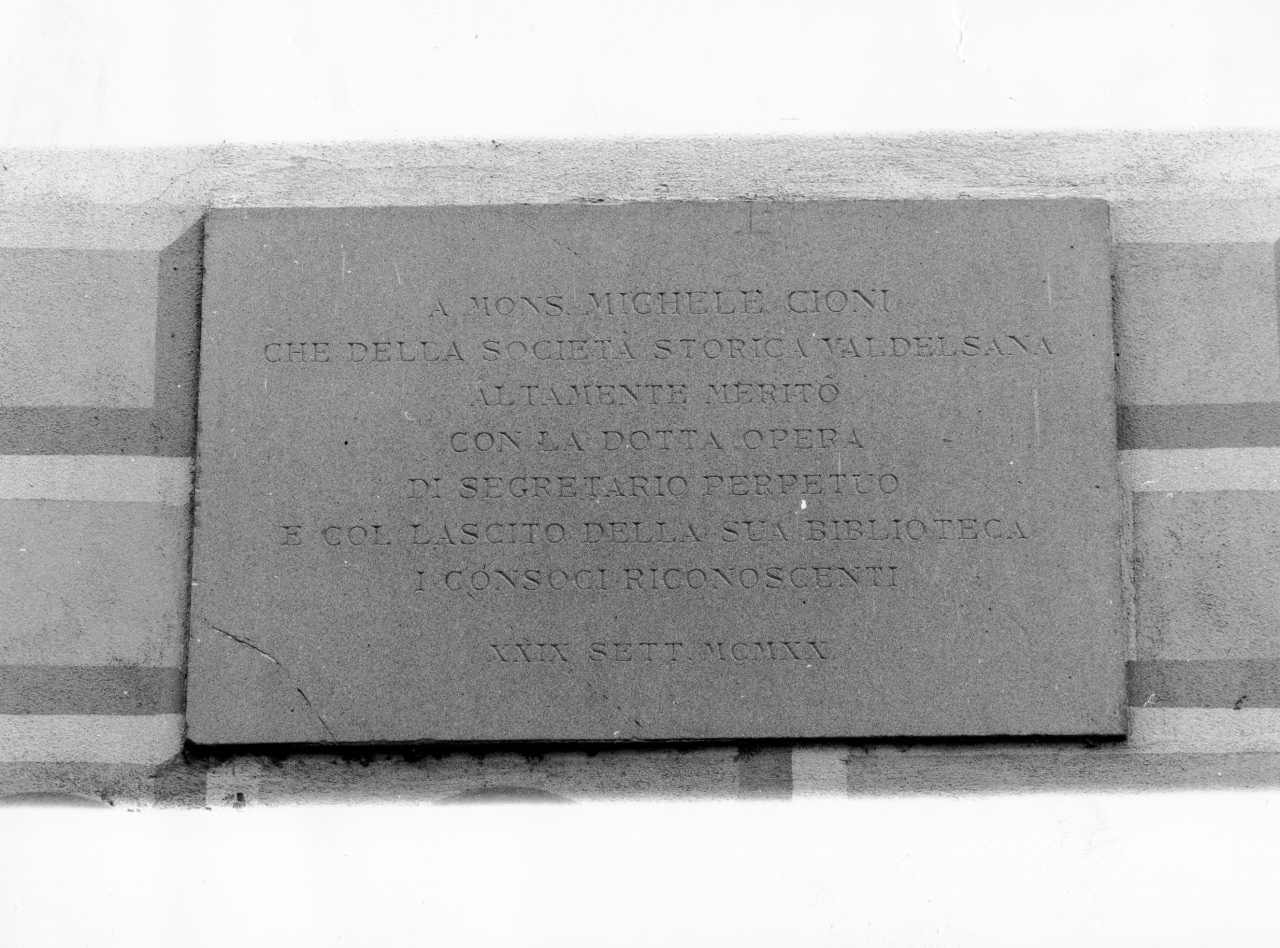 A MONS. MICHELE CIONI
CHE DELLA SOCIETÀ STORICA VALDELSANA
ALTAMENTE MERITÒ
CON LA DOTTA OPERA
DI SEGRETARIO PERPETUO
E COL LASCITO DELLA SUA BIBLIOTECA
I CONSOCI RICONOSCENTI
XXIX SETT. MCMXX